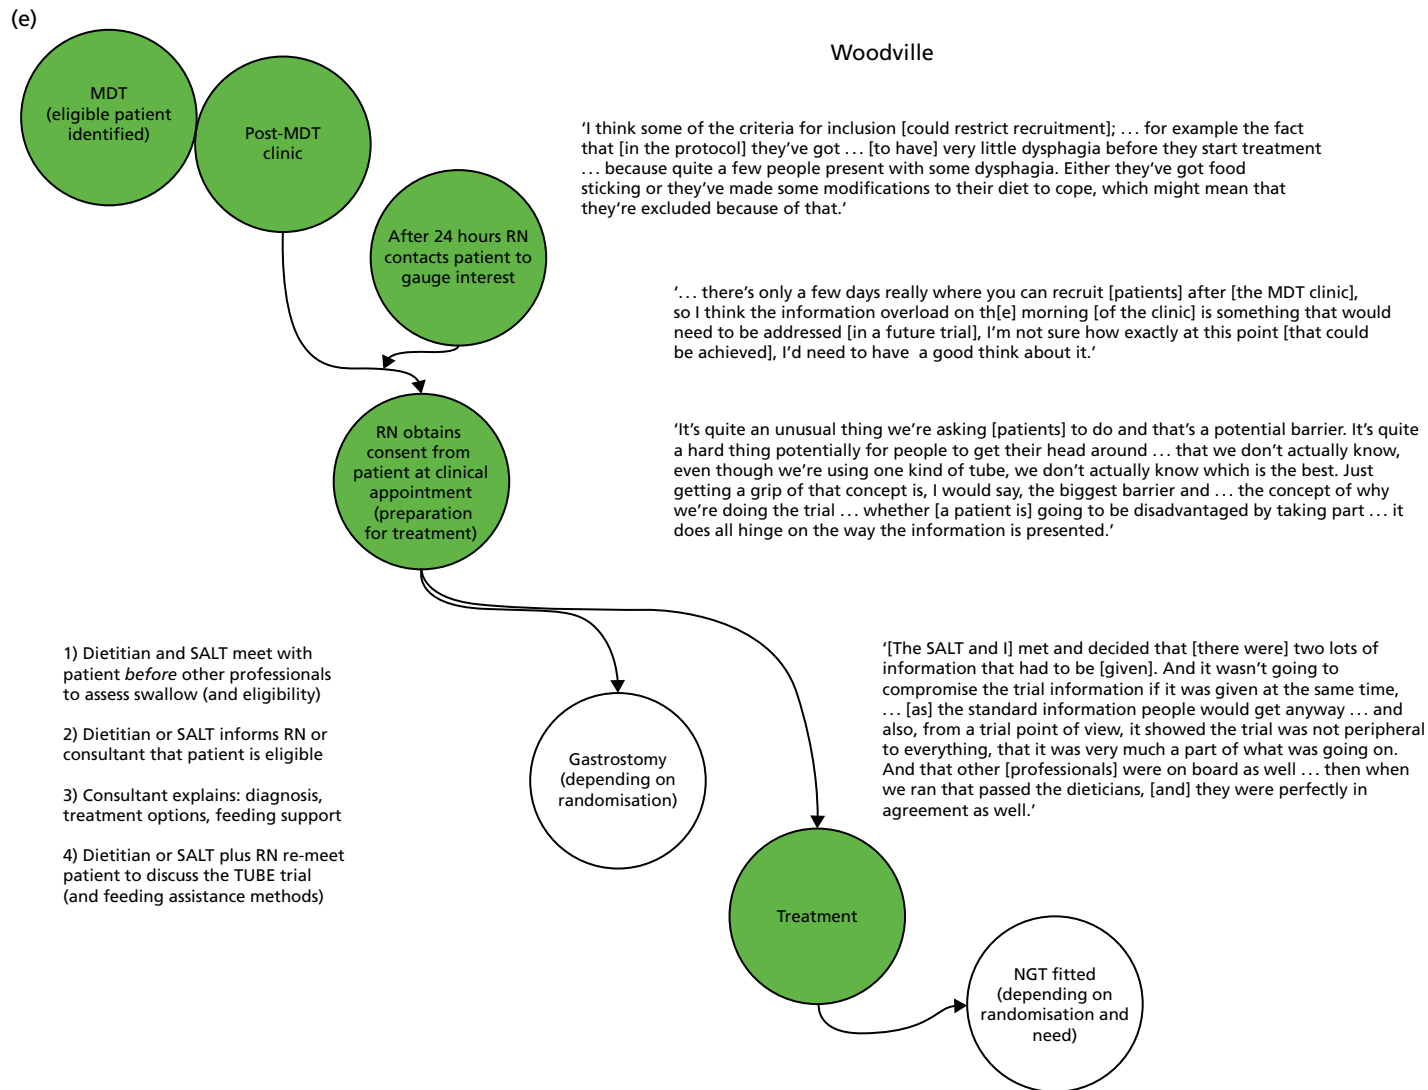 (e)
Woodville
MDT
(eligible patient
identified)
Post-MDT
clinic
After 24 hours RN
contacts patient to
gauge interest
RN obtains
consent from
patient at clinical
appointment
(preparation
for treatment)
Gastrostomy
(depending on
randomisation)
Treatment
NGT fitted
(depending on
randomisation and
need)
‘I think some of the criteria for inclusion [could restrict recruitment]; … for example the fact
that [in the protocol] they’ve got … [to have] very little dysphagia before they start treatment
… because quite a few people present with some dysphagia. Either they’ve got food
sticking or they’ve made some modifications to their diet to cope, which might mean that
they’re excluded because of that.’
‘… there’s only a few days really where you can recruit [patients] after [the MDT clinic],
so I think the information overload on th[e] morning [of the clinic] is something that would
need to be addressed [in a future trial], I’m not sure how exactly at this point [that could
be achieved], I’d need to have a good think about it.’
‘It’s quite an unusual thing we’re asking [patients] to do and that’s a potential barrier. It’s quite
a hard thing potentially for people to get their head around … that we don’t actually know,
even though we’re using one kind of tube, we don’t actually know which is the best. Just
getting a grip of that concept is, I would say, the biggest barrier and … the concept of why
we’re doing the trial … whether [a patient is] going to be disadvantaged by taking part … it
does all hinge on the way the information is presented.’
‘[The SALT and I] met and decided that [there were] two lots of
information that had to be [given]. And it wasn’t going to
compromise the trial information if it was given at the same time,
… [as] the standard information people would get anyway … and
also, from a trial point of view, it showed the trial was not peripheral
to everything, that it was very much a part of what was going on.
And that other [professionals] were on board as well … then when
we ran that passed the dieticians, [and] they were perfectly in
agreement as well.’
1) Dietitian and SALT meet with
patient before other professionals
to assess swallow (and eligibility)
2) Dietitian or SALT informs RN or
consultant that patient is eligible
3) Consultant explains: diagnosis,
treatment options, feeding support
4) Dietitian or SALT plus RN re-meet
patient to discuss the TUBE trial
(and feeding assistance methods)